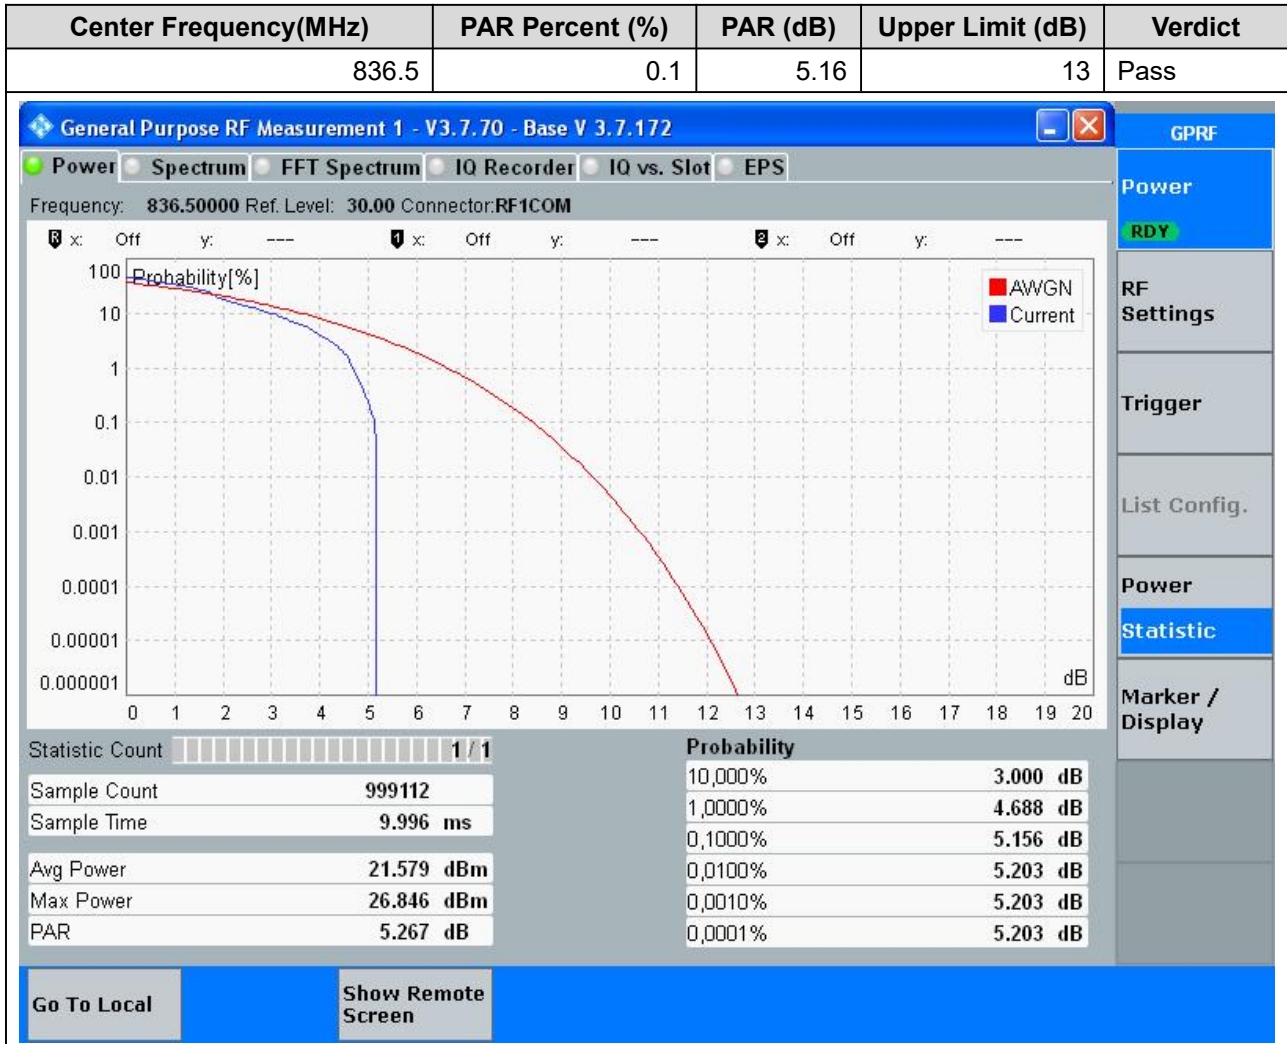 Center Frequency(MHz) PAR Percent (%) PAR (dB) Upper Limit (dB) Verdict
836.5 0.1 5.16 13 Pass
General Purpose RF Measurement 1 - V3.7.70 - Base V 3.7.172
GPRF
Power Spectrum FFT Spectrum IQ Recorder IQ vs. Slot EPS
Power
RDY
Frequency: 836.50000 Ref. Level: 30.00 Connector:RF1COM
R x: Off y: --- 1 x: Off y: --- 2 x: Off y: ---
Probability[%]
AWGN
Current
100
10
1
0.1
0.01
0.001
0.0001
0.00001
0.000001
dB
0 1 2 3 4 5 6 7 8 9 10 11 12 13 14 15 16 17 18 19 20
RF
Settings
Trigger
List Config.
Power
Statistic
Marker /
Display
Statistic Count 1 / 1
Sample Count 999112
Sample Time 9.996 ms
Avg Power 21.579 dBm
Max Power 26.846 dBm
PAR 5.267 dB
Probability
10,000% 3.000 dB
1,0000% 4.688 dB
0,1000% 5.156 dB
0,0100% 5.203 dB
0,0010% 5.203 dB
0,0001% 5.203 dB
Go To Local
Show Remote
Screen